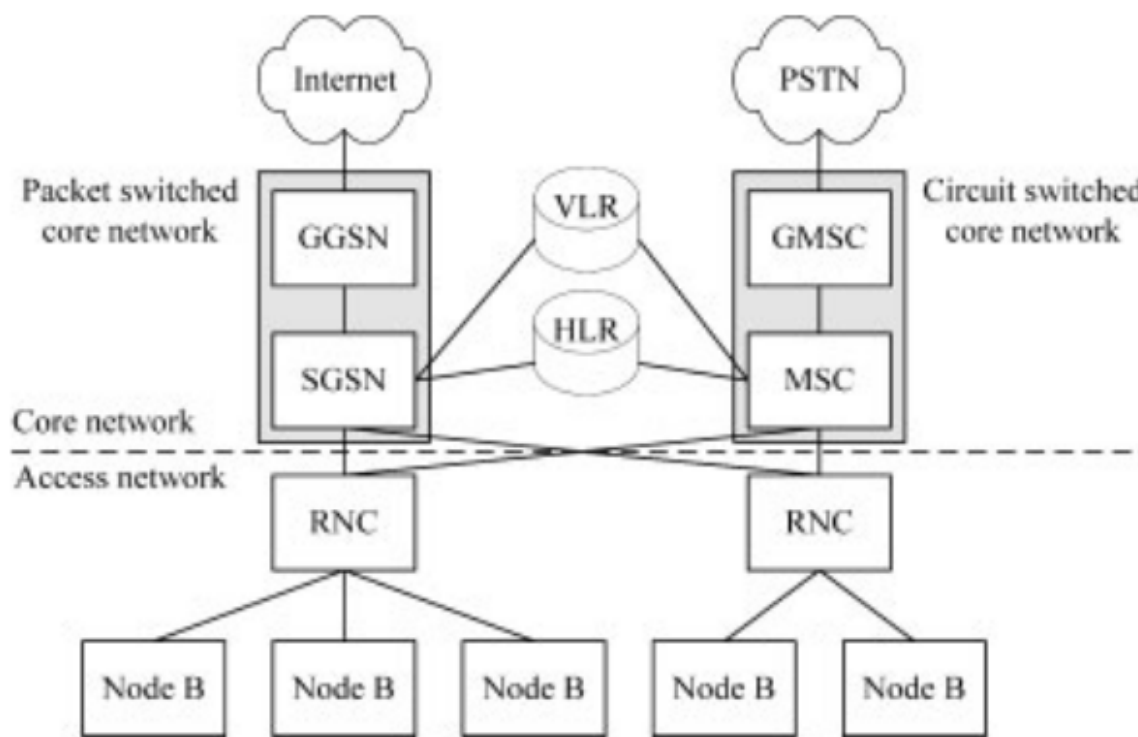 Internet
PSTN
Packet switched
core network
GGSN
VLR
GMSC
Circuit switched
core network
HLR
SGSN
MSC
Core network
Access network
RNC
RNC
Node B
Node B
Node B
Node B
Node B